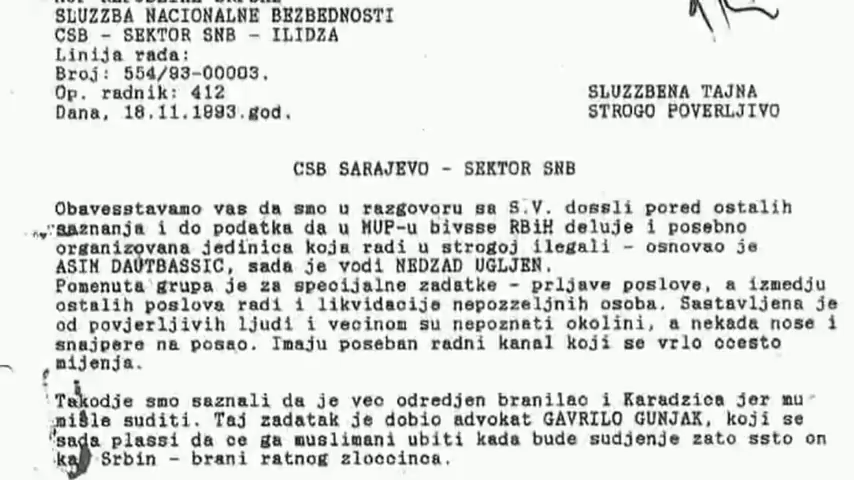 SLUZZBA NACIONALNE BEZBEDNOSTI
CSB - SEKTOR SNB - ILIDZA
Linija rada:
Broj: 554/93-00003.
Op. radnik: 412
Dana, 18.11.1993.god.
SLUZZBENA TAJNA
STROGO POVERLJIVO
CSB SARAJEVO - SEKTOR SNB
Obavesstavamo vas da smo u razgovoru sa S.V. dossli pored ostalih
saznanja i do podatka da u MUP-u bivsse RBiH deluje i posebno
organizovana jedinica koja radi u strogoj ilegali - osnovao je
ASIM DAUTBASSIC, sada je vodi NEDZAD UGLJEN.
Pomenuta grupa je za specijalne zadatke - prljave poslove, a izmedju
ostalih poslova radi i likvidacije nepozzeljnih osoba. Sastavljena je
od povjerljivih ljudi i vecinom su nepoznati okolini, a nekada nose i
snajpere na posao. Imaju poseban radni kanal koji se vrlo ccesto
mijenja.
Takodje smo saznali da je vec odredjen branilac i Karadzica jer mu
misle suditi. Taj zadatak je dobio advokat GAVRILO GUNJAK, koji se
sada plassi da ce ga muslimani ubiti kada bude sudjenje zato ssto on
Srbin - brani ratnog zloccinca.